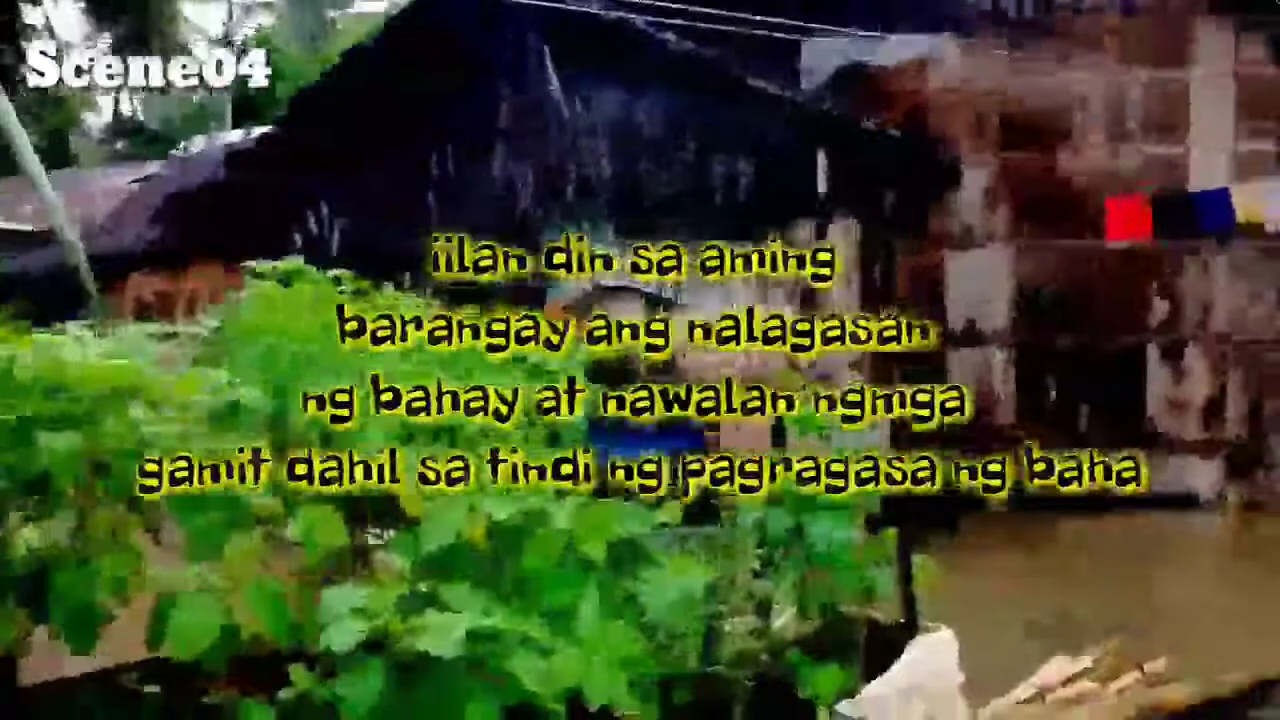 Scene04
iilan din sa aming
barangay ang nalagasan
ng bahay at nawalan ngmga
gamit dahil sa tindi ng pagragasa ng baha